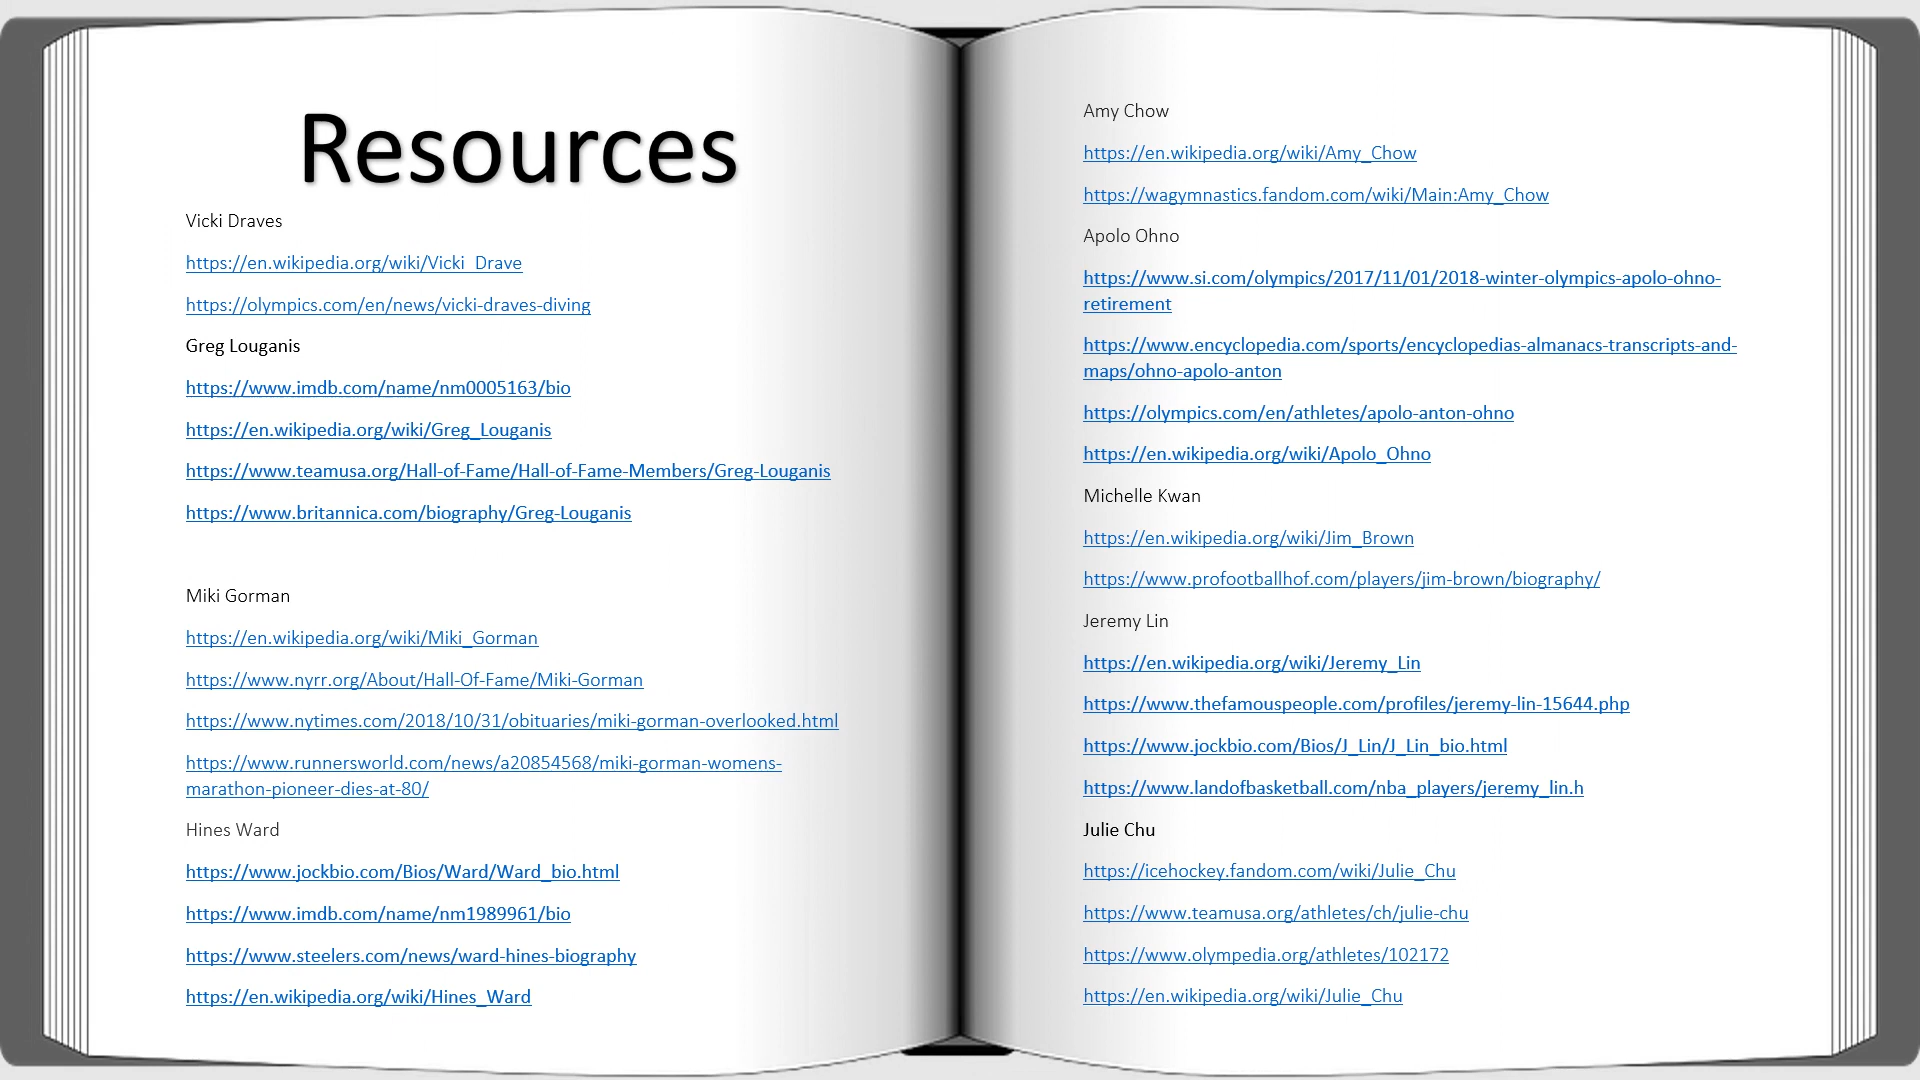 Resources
Vicki Draves
https://en.wikipedia.org/wiki/Vicki_Drave
https://olympics.com/en/news/vicki-draves-diving
Greg Louganis
https://www.imdb.com/name/nm0005163/bio
https://en.wikipedia.org/wiki/Greg_Louganis
https://www.teamusa.org/Hall-of-Fame/Hall-of-Fame-Members/Greg-Louganis
https://www.britannica.com/biography/Greg-Louganis
Miki Gorman
https://en.wikipedia.org/wiki/Miki_Gorman
https://www.nyrr.org/About/Hall-Of-Fame/Miki-Gorman
https://www.nytimes.com/2018/10/31/obituaries/miki-gorman-overlooked.html
https://www.runnersworld.com/news/a20854568/miki-gorman-womens-
marathon-pioneer-dies-at-80/
Hines Ward
https://www.jockbio.com/Bios/Ward/Ward_bio.html
https://www.imdb.com/name/nm1989961/bio
https://www.steelers.com/news/ward-hines-biography
https://en.wikipedia.org/wiki/Hines_Ward
Amy Chow
https://en.wikipedia.org/wiki/Amy_Chow
https://wagymnastics.fandom.com/wiki/Main:Amy_Chow
Apolo Ohno
https://www.si.com/olympics/2017/11/01/2018-winter-olympics-apolo-ohno-
retirement
https://www.encyclopedia.com/sports/encyclopedias-almanacs-transcripts-and-
maps/ohno-apolo-anton
https://olympics.com/en/athletes/apolo-anton-ohno
https://en.wikipedia.org/wiki/Apolo_Ohno
Michelle Kwan
https://en.wikipedia.org/wiki/Jim_Brown
https://www.profootballhof.com/players/jim-brown/biography/
Jeremy Lin
https://en.wikipedia.org/wiki/Jeremy_Lin
https://www.thefamouspeople.com/profiles/jeremy-lin-15644.php
https://www.jockbio.com/Bios/J_Lin/J_Lin_bio.html
https://www.landofbasketball.com/nba_players/jeremy_lin.h
Julie Chu
https://icehockey.fandom.com/wiki/Julie_Chu
https://www.teamusa.org/athletes/ch/julie-chu
https://www.olympedia.org/athletes/102172
https://en.wikipedia.org/wiki/Julie_Chu